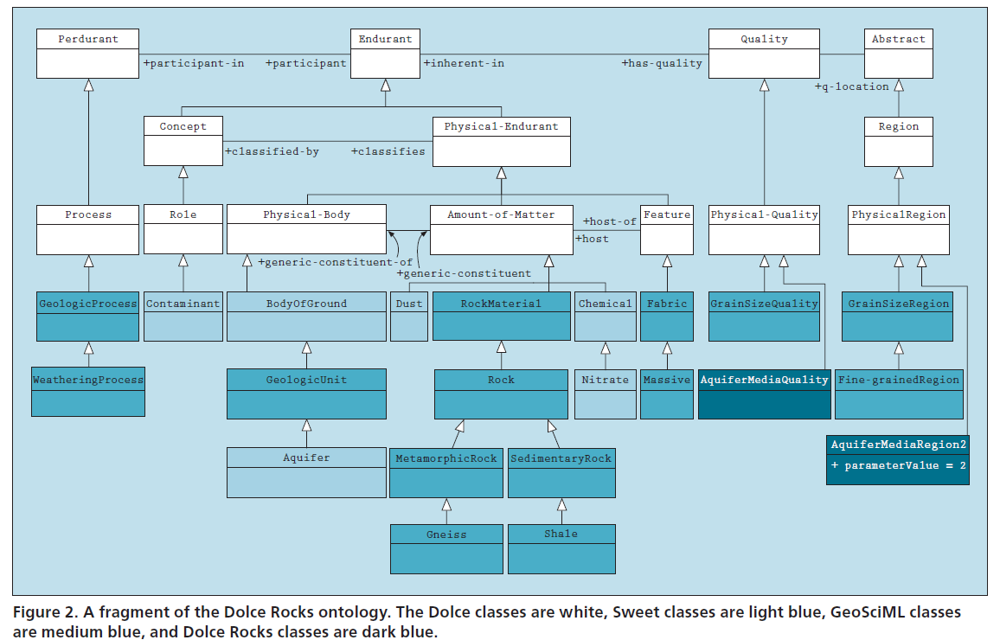 Perdurant
Endurant
Quality
Abstract
+participant-in
+participant
+inherent-in
+has-quality
+q-location
Concept
Physical-Endurant
Region
+classified-by
+classifies
Process
Role
Physical-Body
Amount-of-Matter
Feature
Physical-Quality
PhysicalRegion
+host-of
+host
+generic-constituent-of
+generic-constituent
GeologicProcess
Contaminant
BodyOfGround
Dust
RockMaterial
Chemical
Fabric
GrainSizeQuality
GrainSizeRegion
WeatheringProcess
GeologicUnit
Rock
Nitrate
Massive
AquiferMediaQuality
Fine-grainedRegion
Aquifer
MetamorphicRock
SedimentaryRock
AquiferMediaRegion2
+ parameterValue = 2
Gneiss
Shale
Figure 2. A fragment of the Dolce Rocks ontology. The Dolce classes are white, Sweet classes are light blue, GeoSciML classes
are medium blue, and Dolce Rocks classes are dark blue.